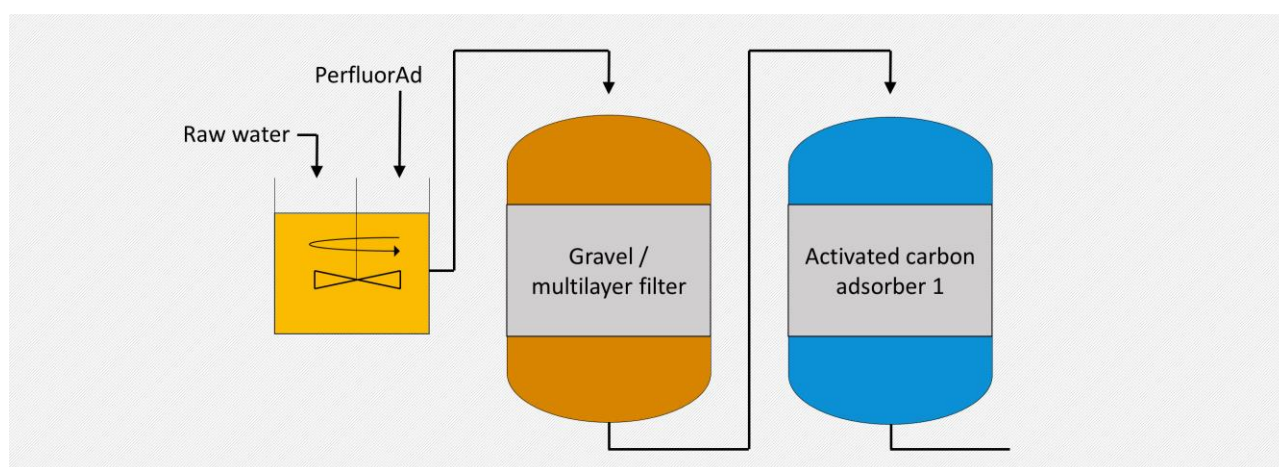 PerfluorAd
Raw water
Gravel /
multilayer filter
Activated carbon
adsorber 1